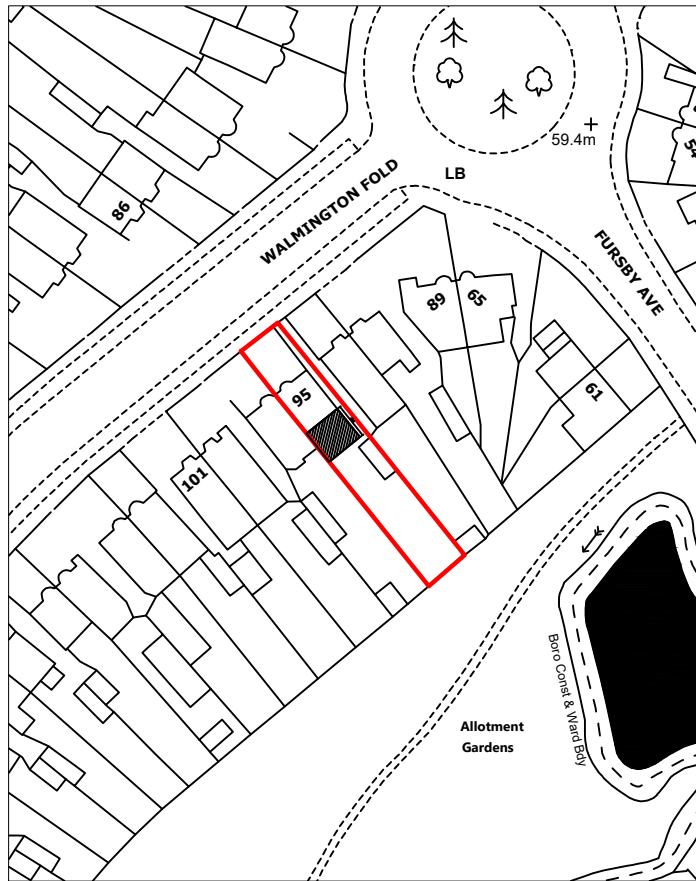 59.4m
54
LB
WALMINGTON FOLD
86
FURSBY AVE
89
65
95
61
101
Boro Const & Ward Bdy
Allotment
Gardens